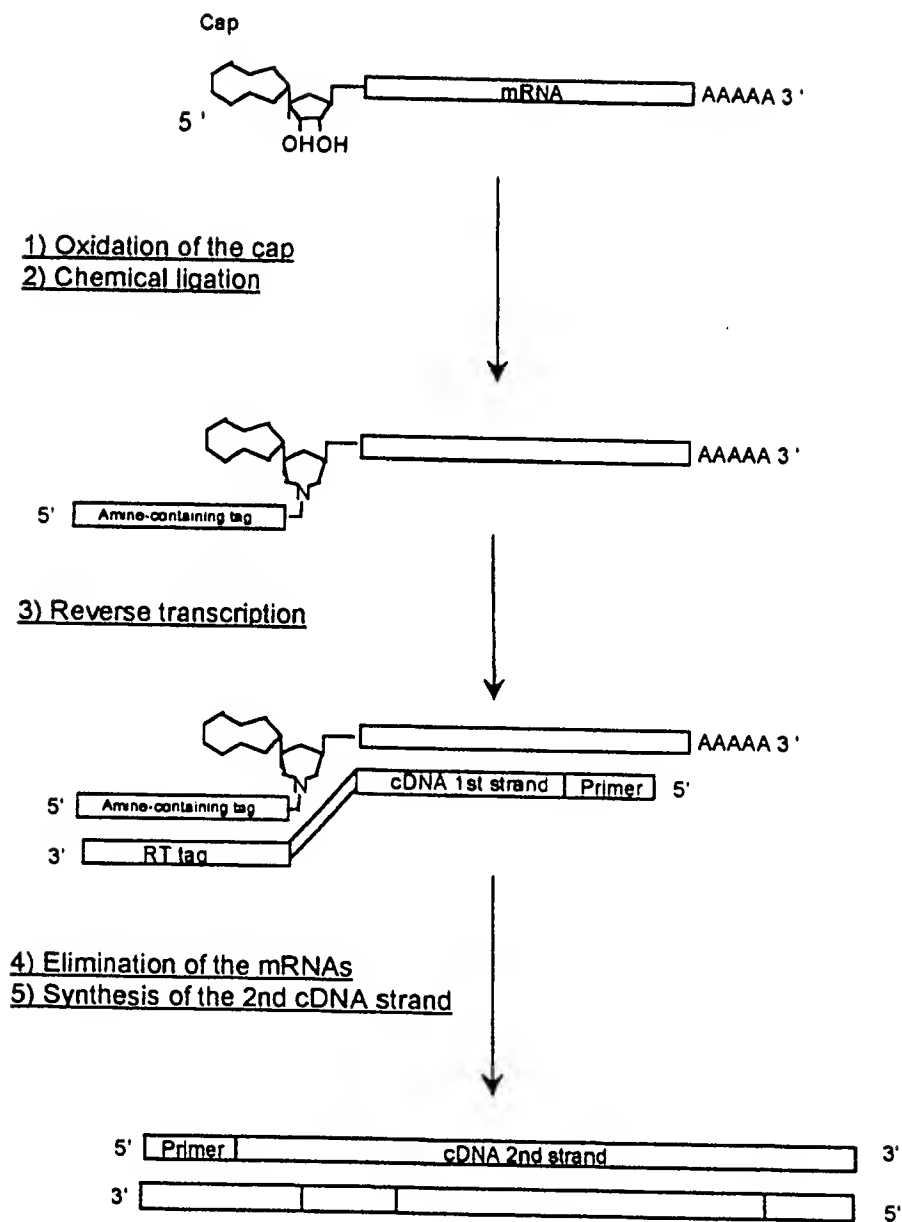 Cap
mRNA AAAAA 3 '
5 '
OHOH
1) Oxidation of the cap
2) Chemical ligation
AAAAA 3 '
N
5' Amine-containing tag
3) Reverse transcription
AAAAA 3 '
N
cDNA 1st strand Primer 5'
5' Amine-containing tag
3' RT tag
4) Elimination of the mRNAs
5) Synthesis of the 2nd cDNA strand
5' Primer cDNA 2nd strand 3'
3' 5'